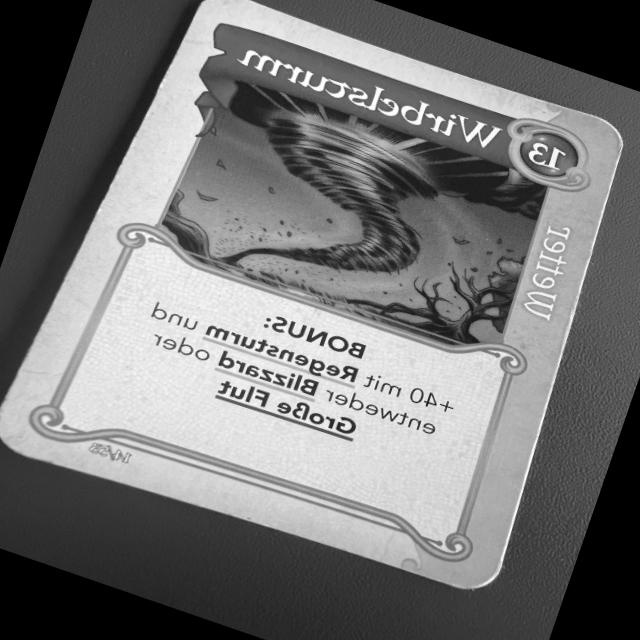 13
Wirbelsturm
Wetter
BONUS:
+40 mit Regensturm und
entweder Blizzard oder
Große Flut